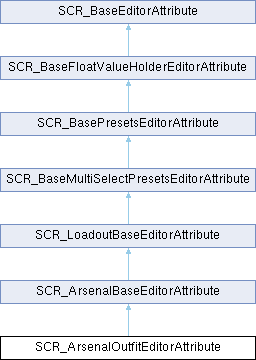 SCR_BaseEditorAttribute
SCR_BaseFloatValueHolderEditorAttribute
SCR_BasePresetsEditorAttribute
SCR_BaseMultiSelectPresetsEditorAttribute
SCR_LoadoutBaseEditorAttribute
SCR_ArsenalBaseEditorAttribute
SCR_ArsenalOutfitEditorAttribute